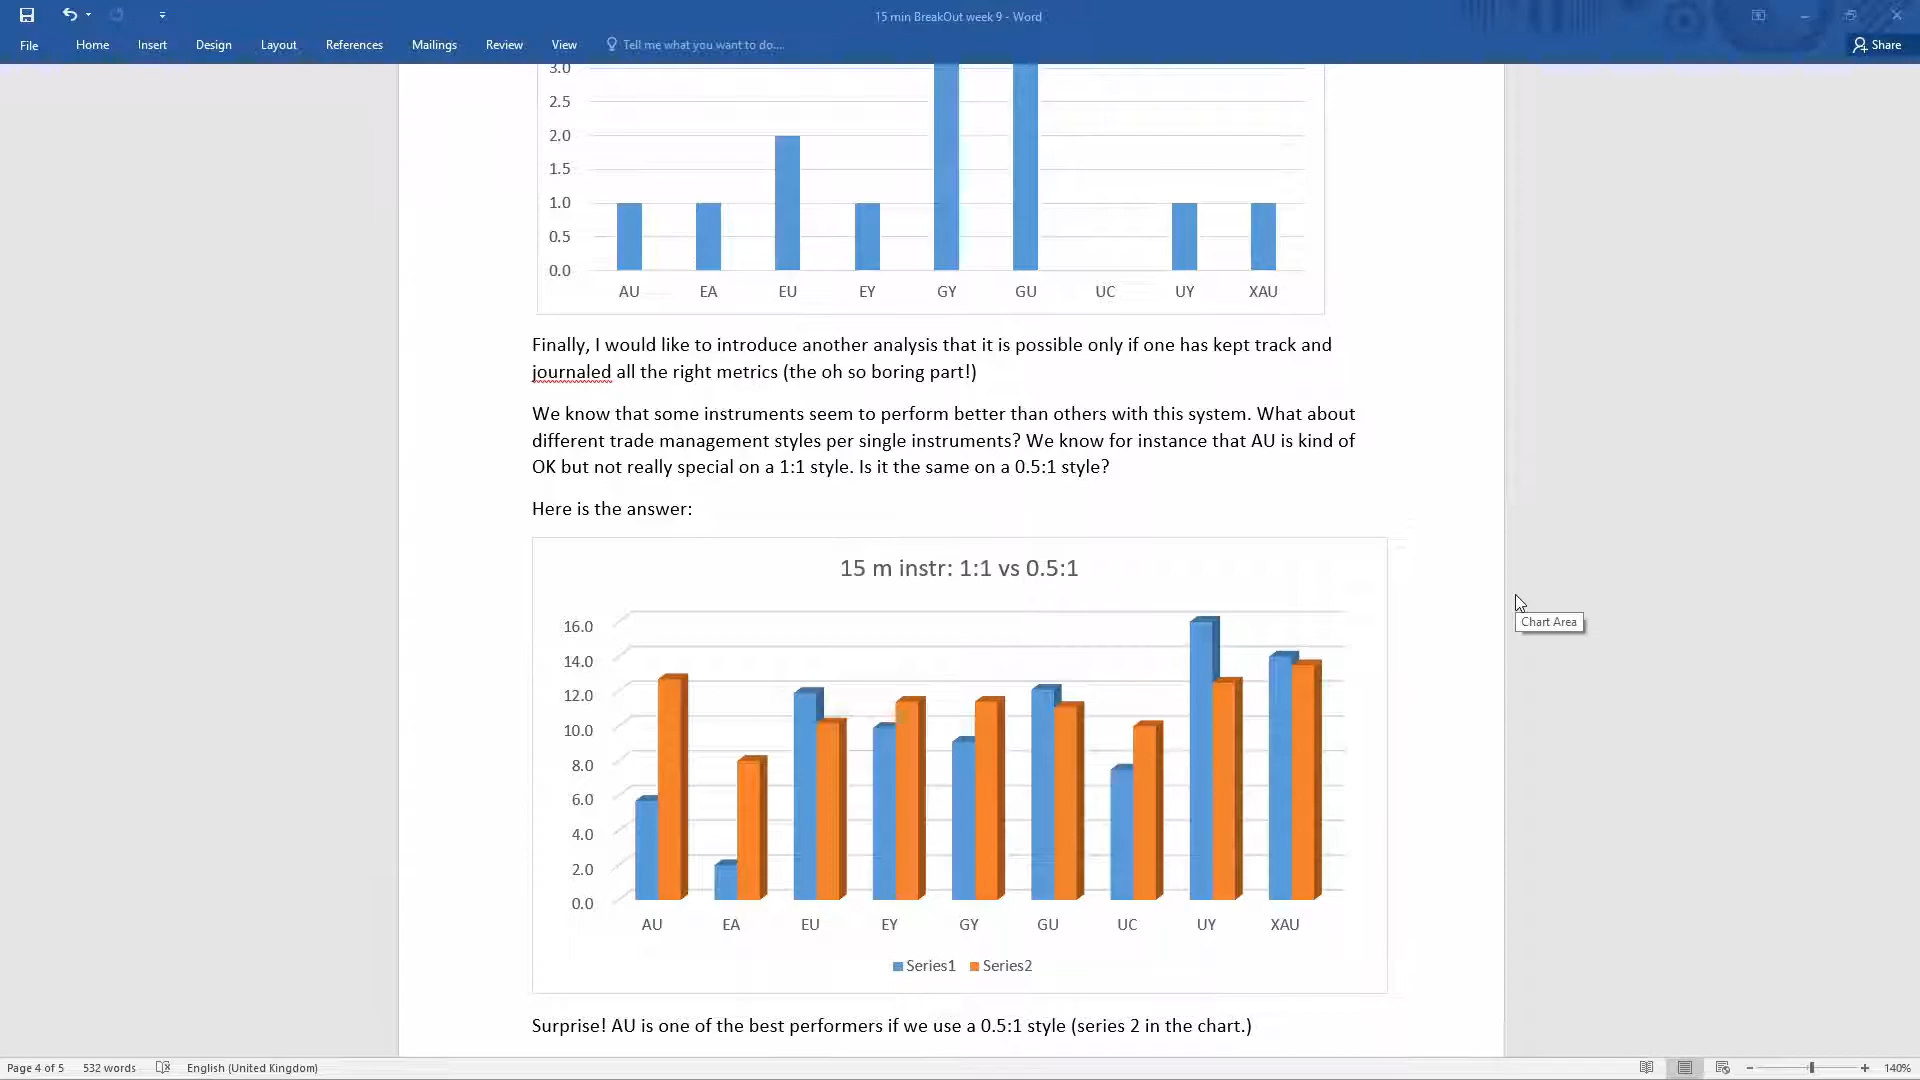 15 min BreakOut week 9 - Word
File Home Insert Design Layout References Mailings Review View Tell me what you want to do.... Share
3.0
2.5
2.0
1.5
1.0
0.5
0.0
AU EA EU EY GY GU UC UY XAU
Finally, I would like to introduce another analysis that it is possible only if one has kept track and
journaled all the right metrics (the oh so boring part!)
We know that some instruments seem to perform better than others with this system. What about
different trade management styles per single instruments? We know for instance that AU is kind of
OK but not really special on a 1:1 style. Is it the same on a 0.5:1 style?
Here is the answer:
15 m instr: 1:1 vs 0.5:1
16.0
14.0
12.0
10.0
8.0
6.0
4.0
2.0
0.0
AU EA EU EY GY GU UC UY XAU
Series1 Series2
Chart Area
Surprise! AU is one of the best performers if we use a 0.5:1 style (series 2 in the chart.)
Page 4 of 5 532 words English (United Kingdom) 140%